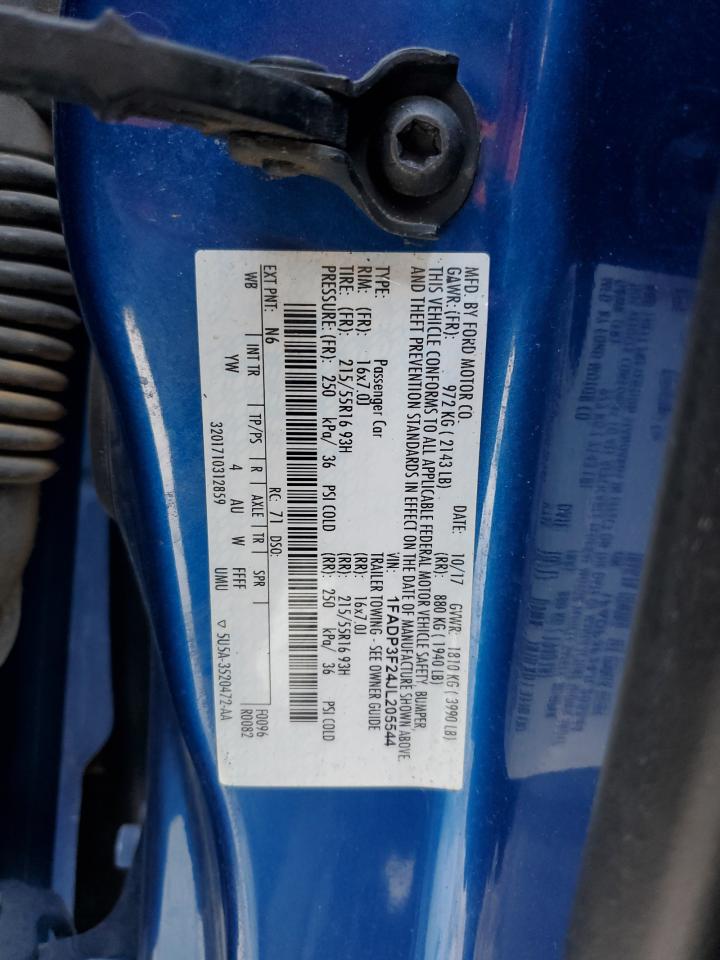 MFD. BY FORD MOTOR CO. DATE: 10/17 GVWR: 1810 KG ( 3990 LB)
GAWR: (FR): 972 KG ( 2143 LB) (RR): 880 KG ( 1940 LB)
THIS VEHICLE CONFORMS TO ALL APPLICABLE FEDERAL MOTOR VEHICLE SAFETY, BUMPER,
AND THEFT PREVENTION STANDARDS IN EFFECT ON THE DATE OF MANUFACTURE SHOWN ABOVE.
VIN: 1FADP3F24JL205544
TYPE: Passenger Car TRAILER TOWING - SEE OWNER GUIDE
RIM: (FR): 16x7.0J (RR): 16x7.0J
TIRE: (FR): 215/55R16 93H (RR): 215/55R16 93H
PRESSURE: (FR): 250 kPa/ 36 PSI COLD (RR): 250 kPa/ 36 PSI COLD
EXT PNT: N6 RC: 71 DSO: F0096
WB INT TR TP/PS R AXLE TR SPR R0082
YW 4 AU W FFFF ▽ 5U5A-3520472-AA
3201710312859 UMU